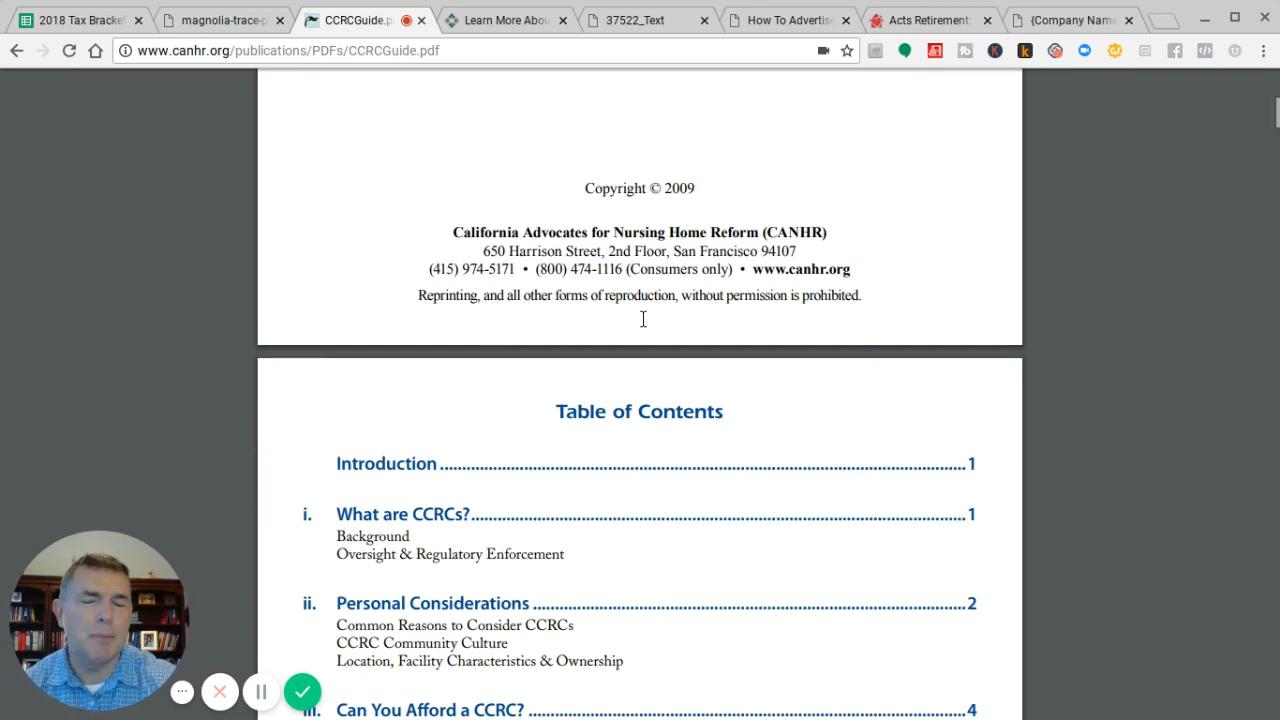 2018 Tax Bracket
magnolia-trace-p
CCRCGuide.p
Learn More Abou
37522_Text
How To Advertise
Acts Retirement
{Company Name
www.canhr.org/publications/PDFs/CCRCGuide.pdf
Copyright © 2009
California Advocates for Nursing Home Reform (CANHR)
650 Harrison Street, 2nd Floor, San Francisco 94107
(415) 974-5171 • (800) 474-1116 (Consumers only) • www.canhr.org
Reprinting, and all other forms of reproduction, without permission is prohibited.
Table of Contents
Introduction 1
i. What are CCRCs? 1
Background
Oversight & Regulatory Enforcement
ii. Personal Considerations 2
Common Reasons to Consider CCRCs
CCRC Community Culture
Location, Facility Characteristics & Ownership
iii. Can You Afford a CCRC? 4